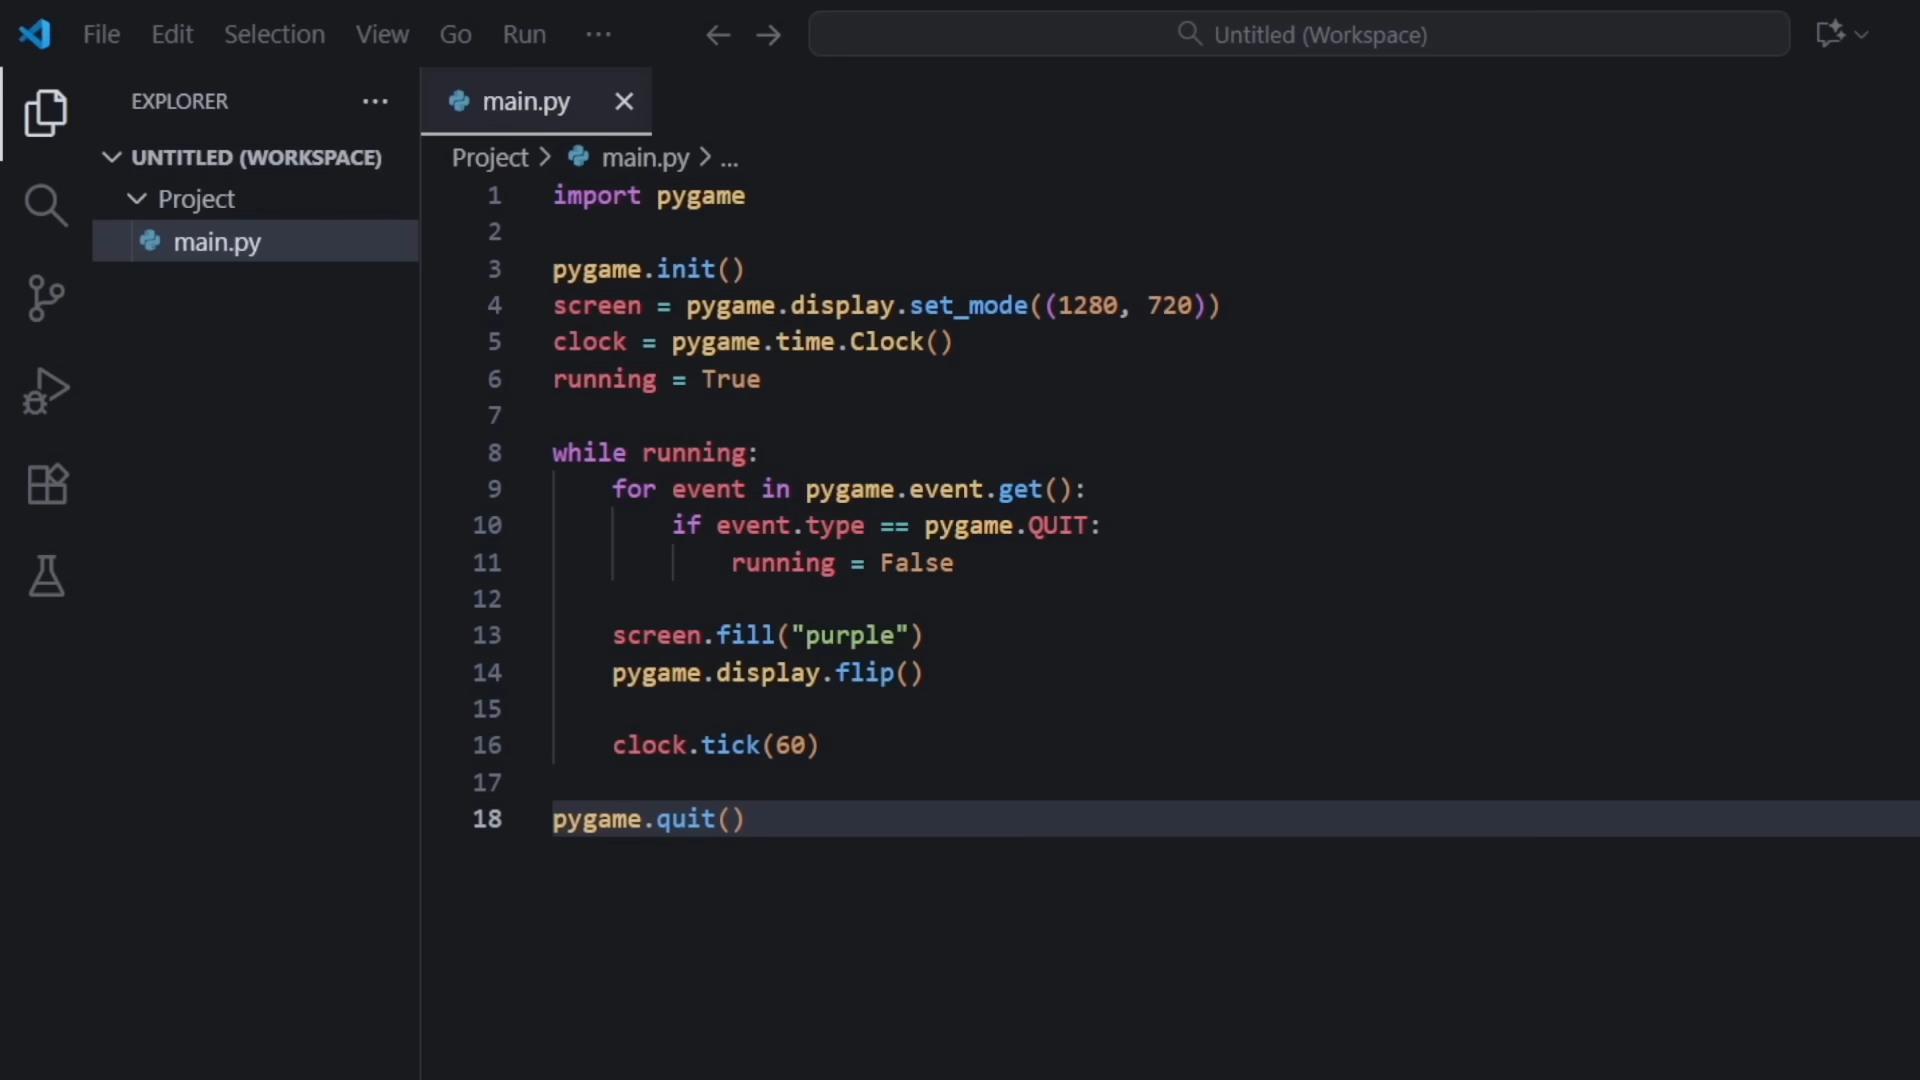 File Edit Selection View Go Run ...
Untitled (Workspace)
EXPLORER ...
UNTITLED (WORKSPACE)
Project
main.py
main.py
Project > main.py > ...
1 import pygame
2
3 pygame.init()
4 screen = pygame.display.set_mode((1280, 720))
5 clock = pygame.time.Clock()
6 running = True
7
8 while running:
9     for event in pygame.event.get():
10         if event.type == pygame.QUIT:
11             running = False
12
13     screen.fill("purple")
14     pygame.display.flip()
15
16     clock.tick(60)
17
18 pygame.quit()